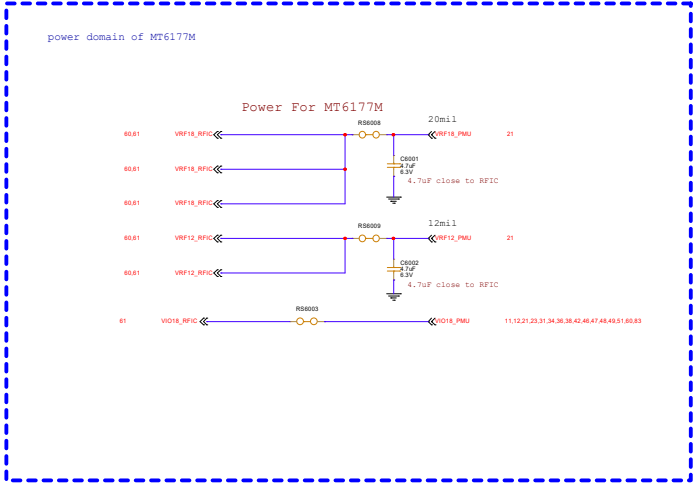 power domain of MT6177M
Power For MT6177M
20mil
RS6008
60,61 VRF18_RFIC VRF18_PMU 21
C6001
4.7uF
6.3V
60,61 VRF18_RFIC
4.7uF close to RFIC
60,61 VRF18_RFIC
12mil
RS6009
60,61 VRF12_RFIC VRF12_PMU 21
C6002
4.7uF
6.3V
60,61 VRF12_RFIC
4.7uF close to RFIC
RS6003
61 VIO18_RFIC VIO18_PMU 11,12,21,23,31,34,36,38,42,46,47,48,49,51,60,63